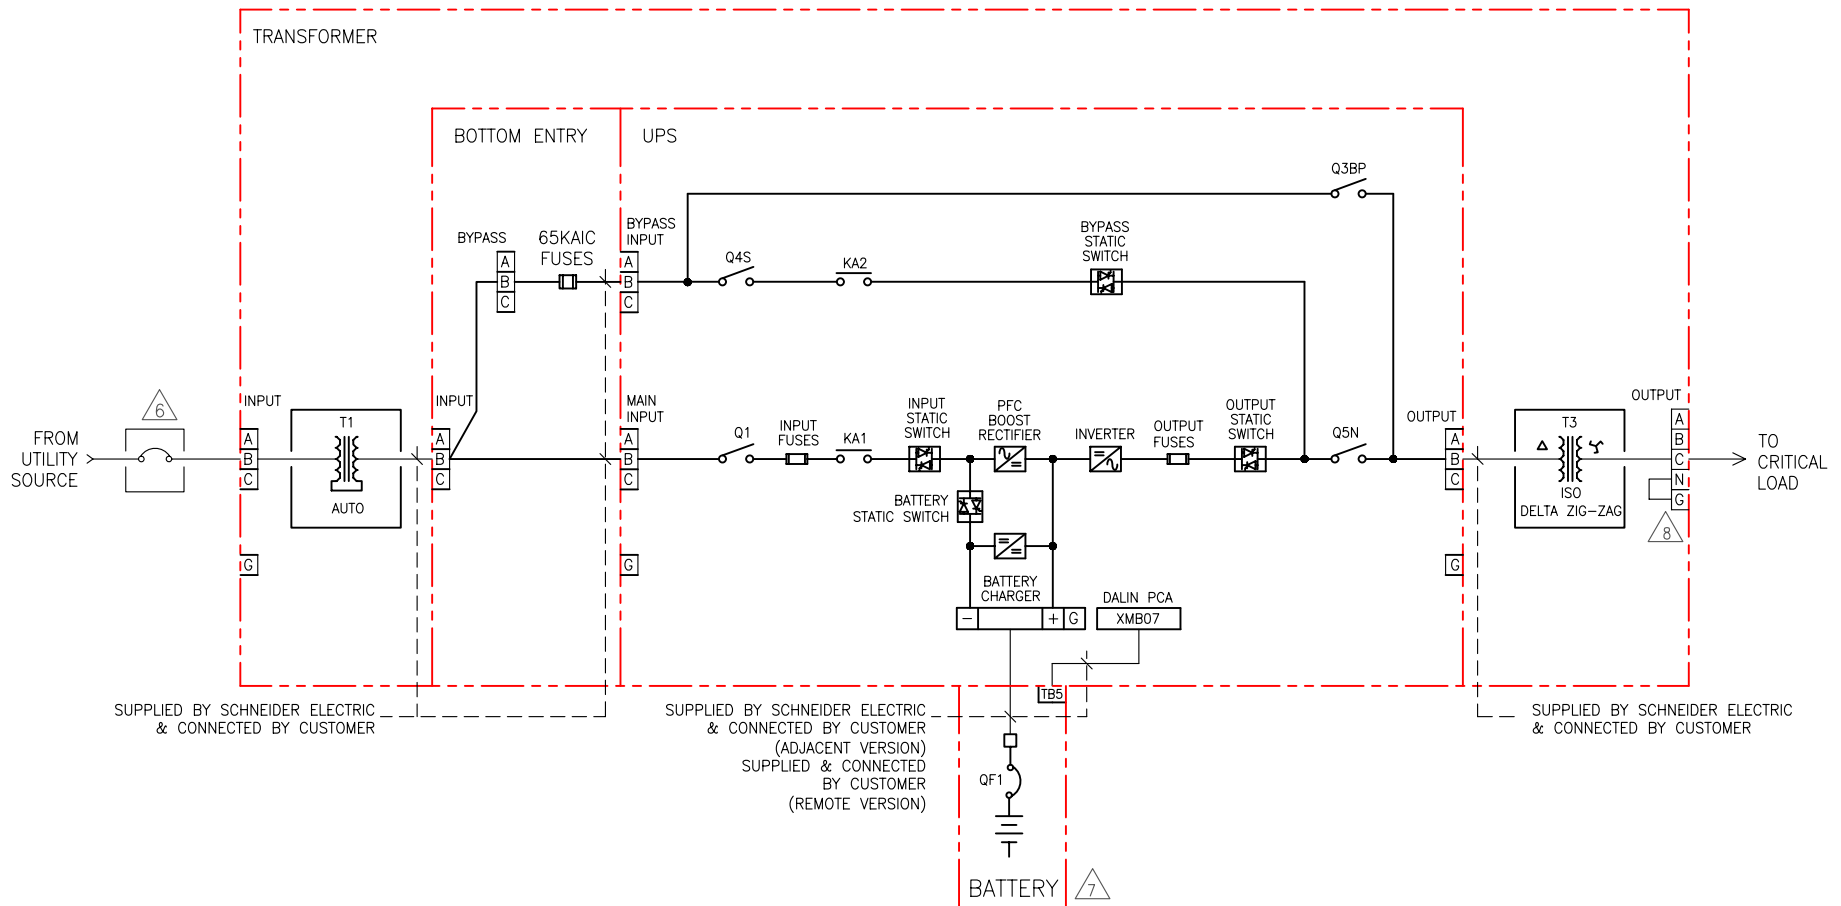 TRANSFORMER
BOTTOM ENTRY
UPS
Q3BP
BYPASS
65KAIC
FUSES
BYPASS
INPUT
Q4S
KA2
BYPASS
STATIC
SWITCH
A
B
C
A
B
C
6
FROM
UTILITY
SOURCE
INPUT
A
B
C
G
T1
AUTO
INPUT
A
B
C
MAIN
INPUT
A
B
C
G
Q1
INPUT
FUSES
KA1
INPUT
STATIC
SWITCH
PFC
BOOST
RECTIFIER
INVERTER
OUTPUT
FUSES
OUTPUT
STATIC
SWITCH
Q5N
OUTPUT
A
B
C
G
T3
ISO
DELTA ZIG-ZAG
OUTPUT
A
B
C
N
G
8
TO
CRITICAL
LOAD
BATTERY
STATIC SWITCH
BATTERY
CHARGER
− + G
DALIN PCA
XMB07
TB5
SUPPLIED BY SCHNEIDER ELECTRIC
& CONNECTED BY CUSTOMER
SUPPLIED BY SCHNEIDER ELECTRIC
& CONNECTED BY CUSTOMER
(ADJACENT VERSION)
SUPPLIED & CONNECTED
BY CUSTOMER
(REMOTE VERSION)
SUPPLIED BY SCHNEIDER ELECTRIC
& CONNECTED BY CUSTOMER
QF1
BATTERY
7